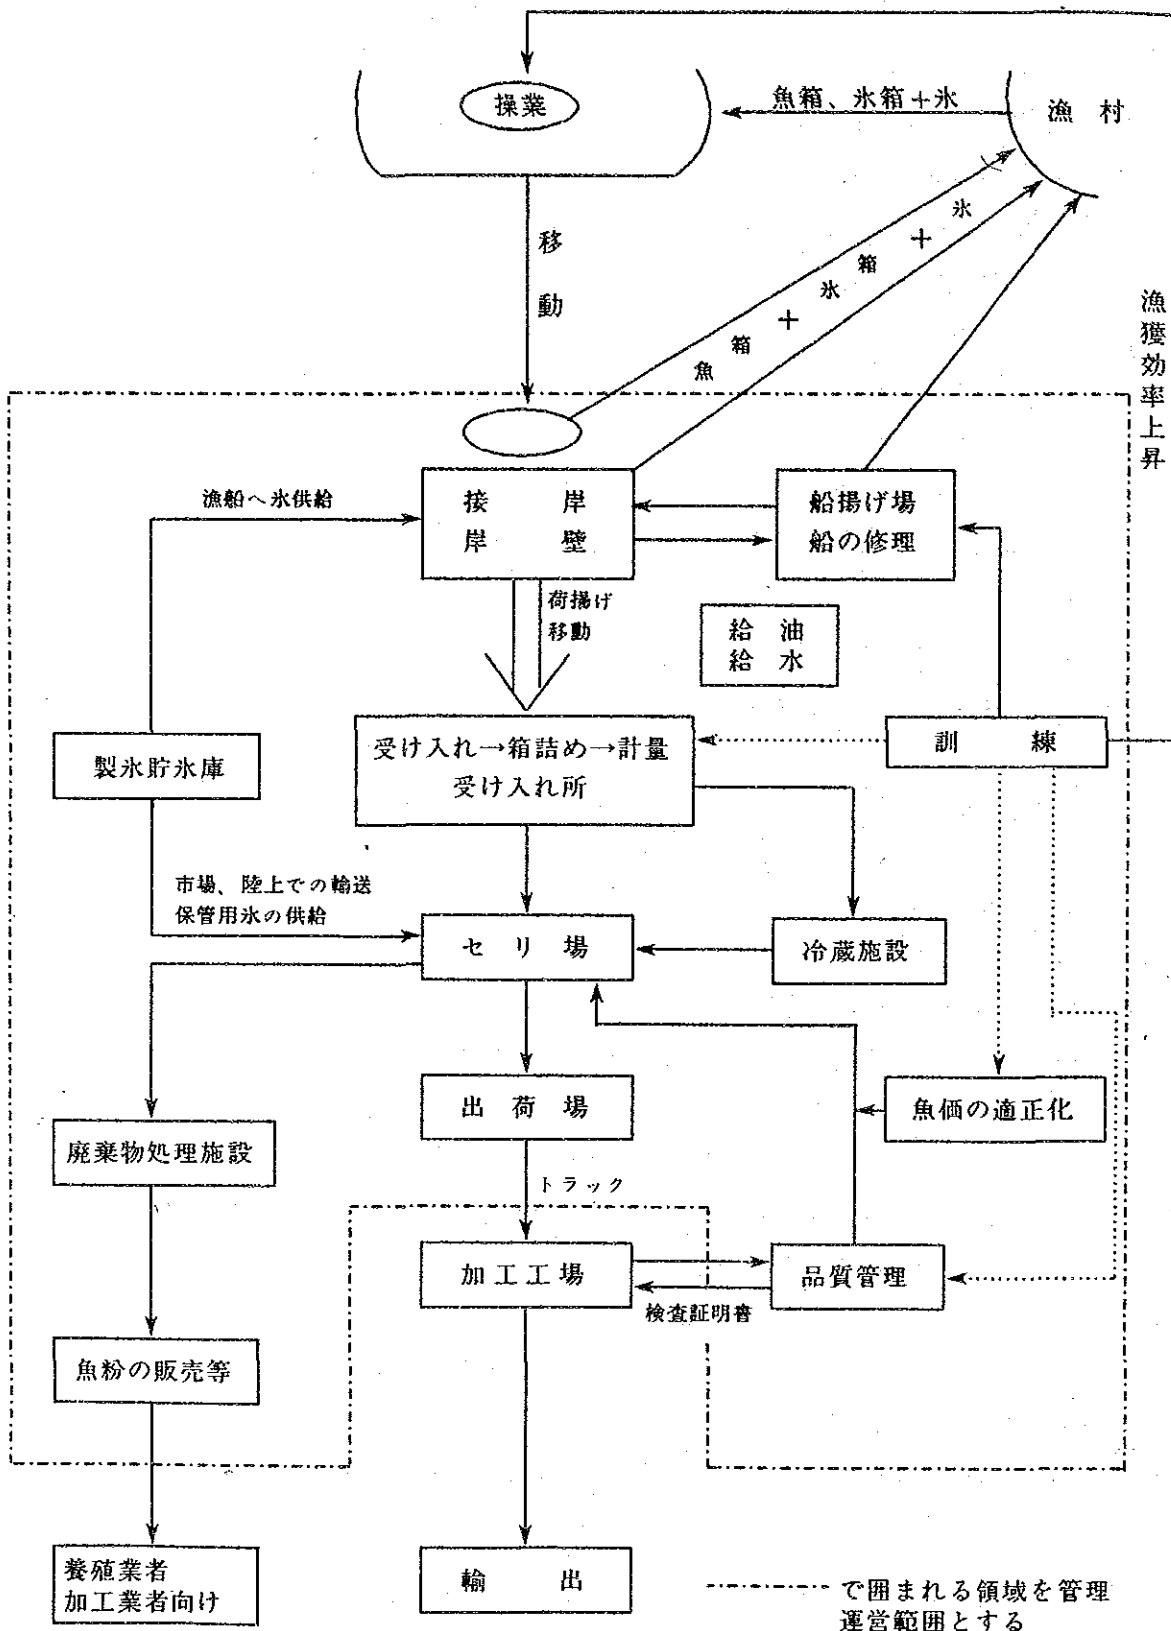 操業
魚箱、氷箱+氷
漁 村
移動
魚箱+氷箱+氷
漁獲効率上昇
漁船へ氷供給
接 岸
岸 壁
船揚げ場
船の修理
荷揚げ
移動
給 油
給 水
製氷貯氷庫
受け入れ→箱詰め→計量
受け入れ所
訓 練
市場、陸上での輸送
保管用氷の供給
セ リ 場
冷蔵施設
出 荷 場
魚価の適正化
廃棄物処理施設
トラック
加工工場
品質管理
検査証明書
魚粉の販売等
養殖業者
加工業者向け
輸 出
で囲まれる領域を管理
運営範囲とする